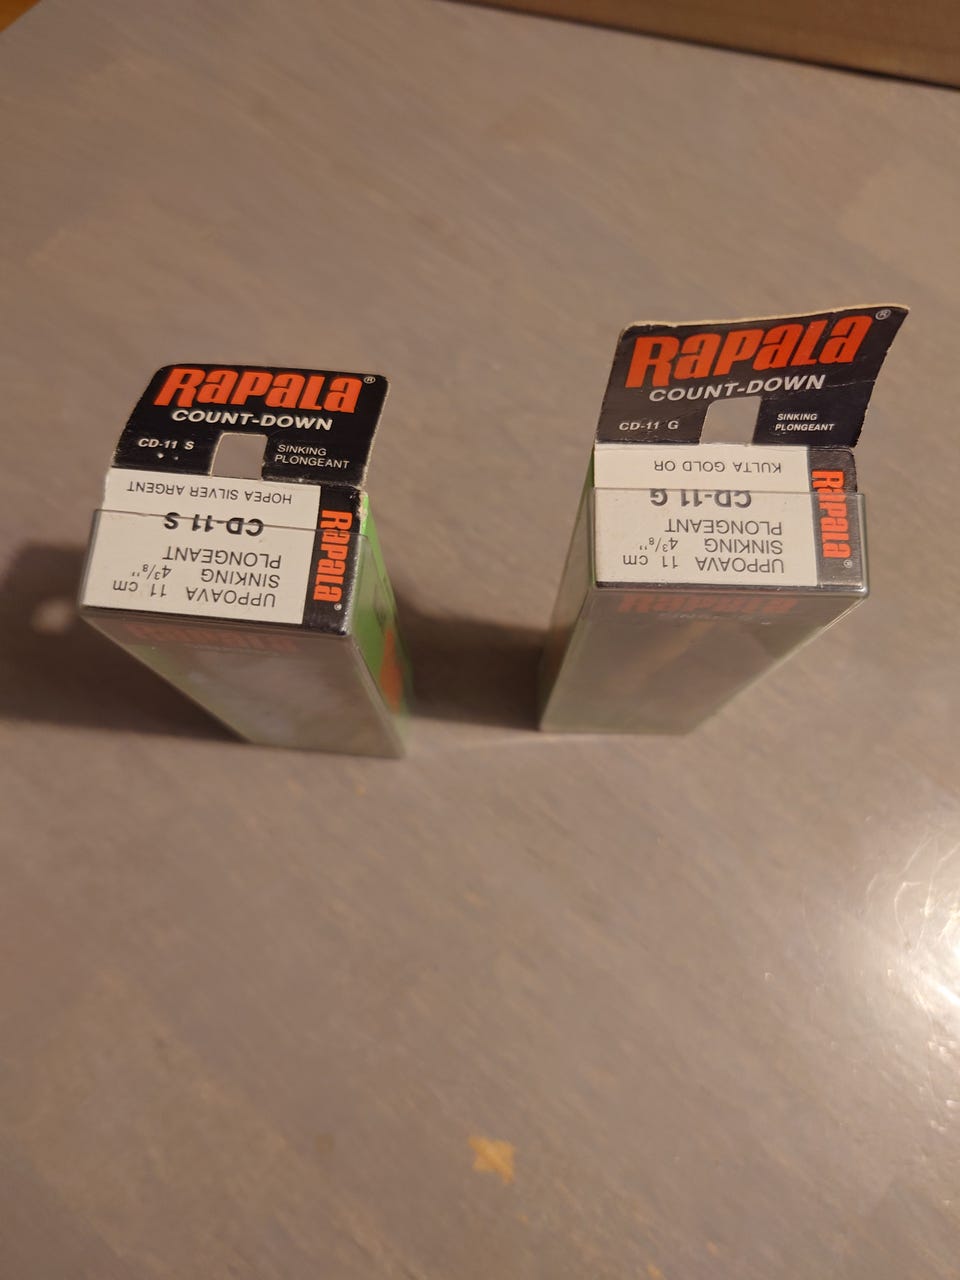 RAPALA®
COUNT-DOWN
CD-11 S
SINKING
PLONGEANT
HOPEA SILVER ARGENT
CD-11 S
UPPOAVA 11 cm
SINKING 4³/₈"
PLONGEANT
RAPALA®
RAPALA®
COUNT-DOWN
CD-11 G
SINKING
PLONGEANT
KULTA GOLD OR
CD-11 G
UPPOAVA 11 cm
SINKING 4³/₈"
PLONGEANT
RAPALA®
RAPALA